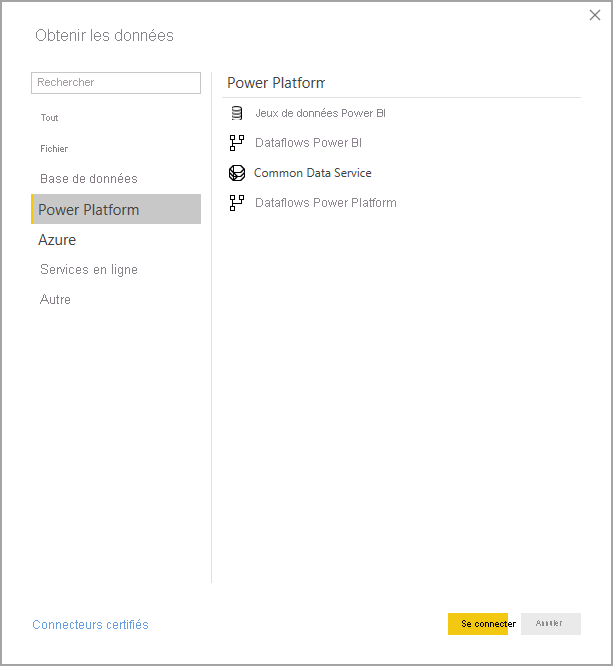 Obtenir les données
Rechercher
Tout
Fichier
Base de données
Power Platform
Azure
Services en ligne
Autre
Power Platform
Jeux de données Power BI
Dataflows Power BI
Common Data Service
Dataflows Power Platform
Connecteurs certifiés
Se connecter
Annuler